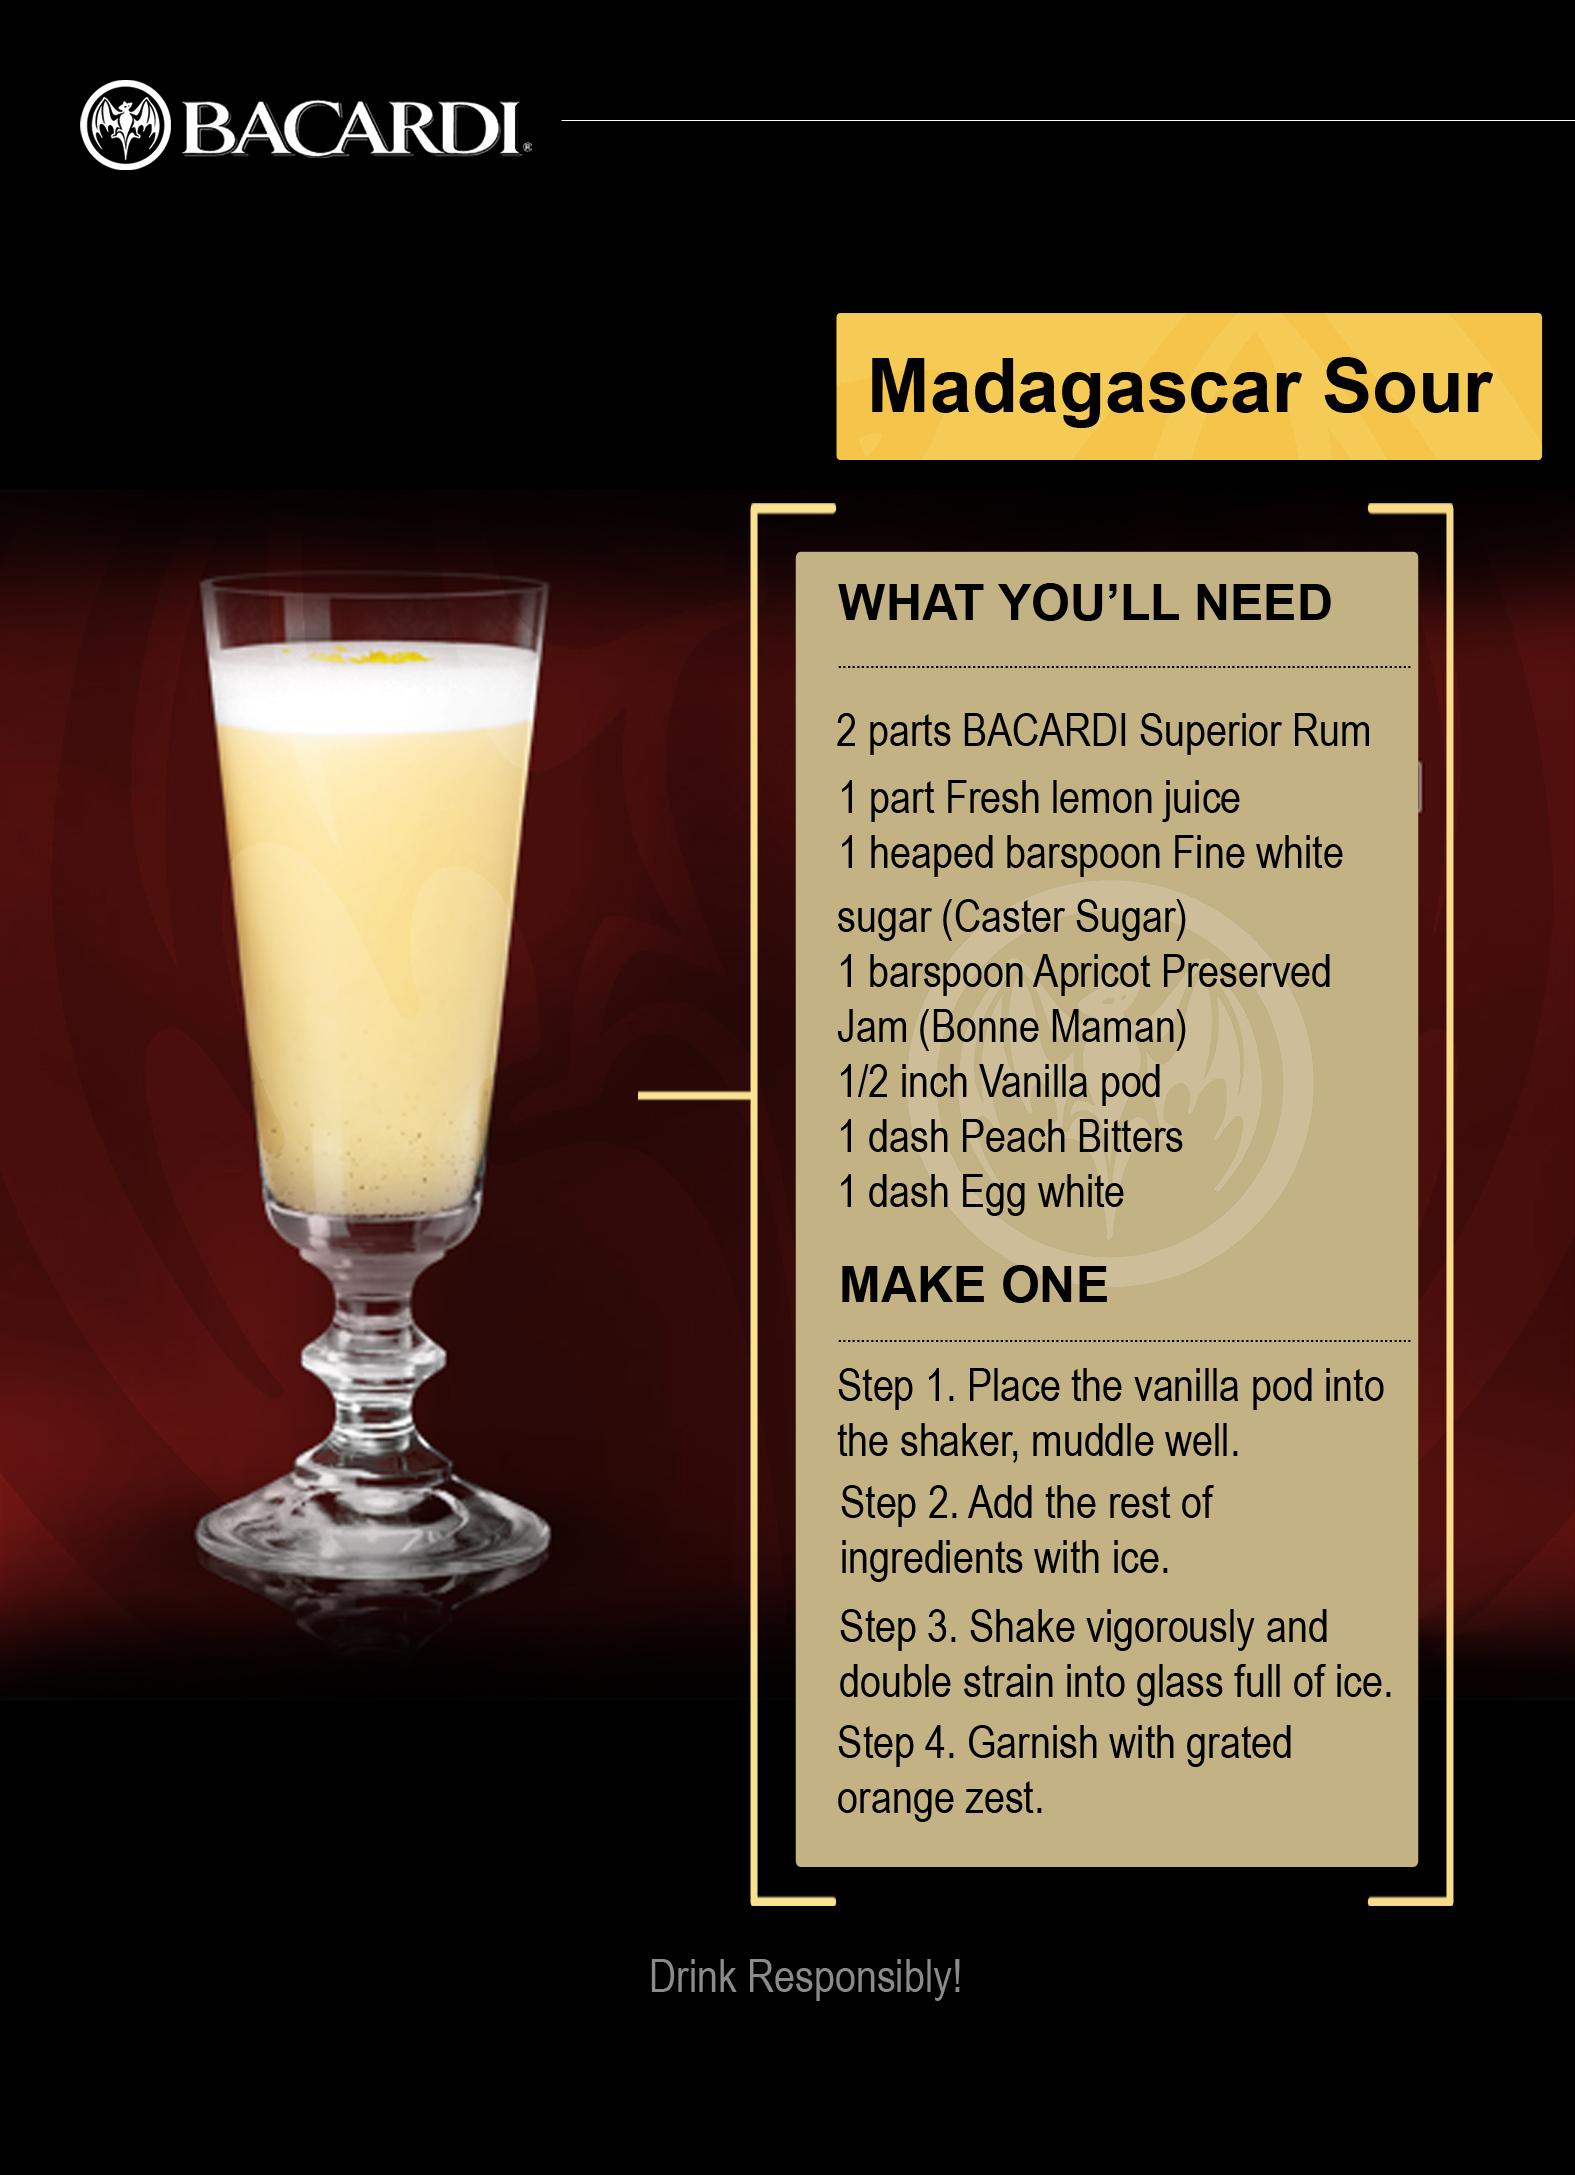 BACARDI®
Madagascar Sour
WHAT YOU’LL NEED
2 parts BACARDI Superior Rum
1 part Fresh lemon juice
1 heaped barspoon Fine white
sugar (Caster Sugar)
1 barspoon Apricot Preserved
Jam (Bonne Maman)
1/2 inch Vanilla pod
1 dash Peach Bitters
1 dash Egg white
MAKE ONE
Step 1. Place the vanilla pod into
the shaker, muddle well.
Step 2. Add the rest of
ingredients with ice.
Step 3. Shake vigorously and
double strain into glass full of ice.
Step 4. Garnish with grated
orange zest.
Drink Responsibly!